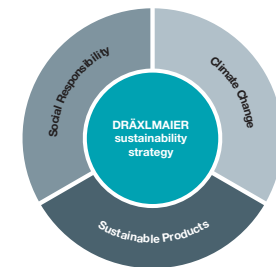 Social Responsibility
Climate Change
DRÄXLMAIER
sustainability
strategy
Sustainable Products